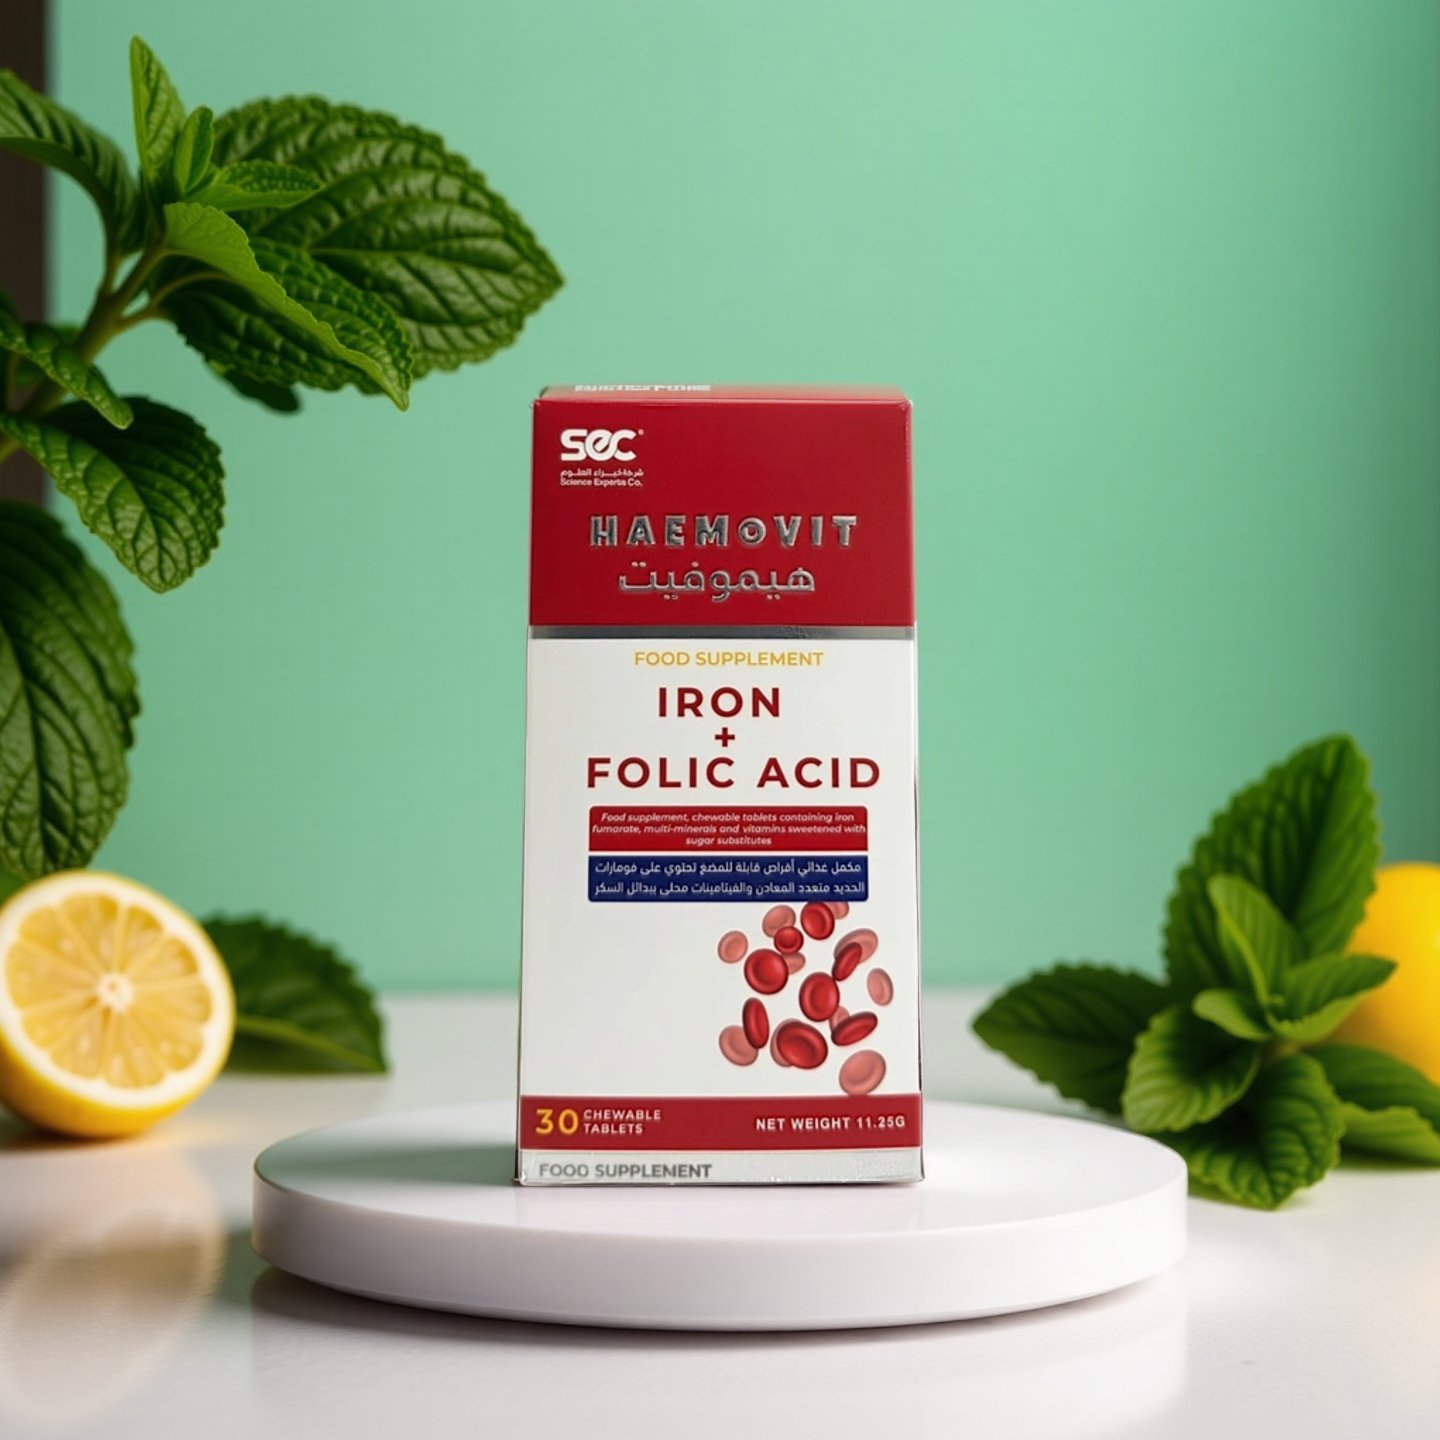 SEC
شركة خبـــراء العلـــوم
Science Experts Co.
HAEMOVIT
هيموفيت
FOOD SUPPLEMENT
IRON
+
FOLIC ACID
Food supplement, chewable tablets containing iron
fumarate, multi-minerals and vitamins sweetened with
sugar substitutes
مكمل غذائي أقراص قابلة للمضغ تحتوي على فومارات
الحديد متعدد المعادن والفيتامينات محلى ببدائل السكر
30 CHEWABLE
TABLETS
NET WEIGHT 11.25G
FOOD SUPPLEMENT